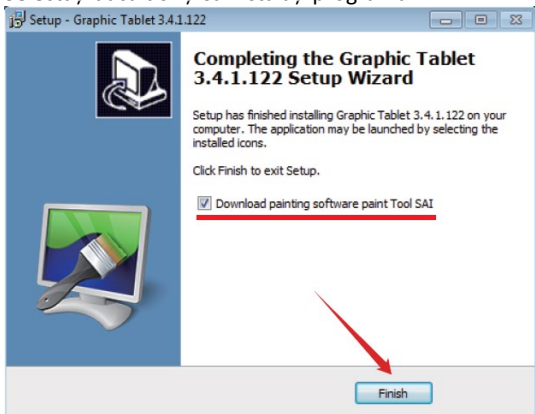 Setup - Graphic Tablet 3.4.1.122
Completing the Graphic Tablet
3.4.1.122 Setup Wizard
Setup has finished installing Graphic Tablet 3.4.1.122 on your
computer. The application may be launched by selecting the
installed icons.
Click Finish to exit Setup.
Download painting software paint Tool SAI
Finish